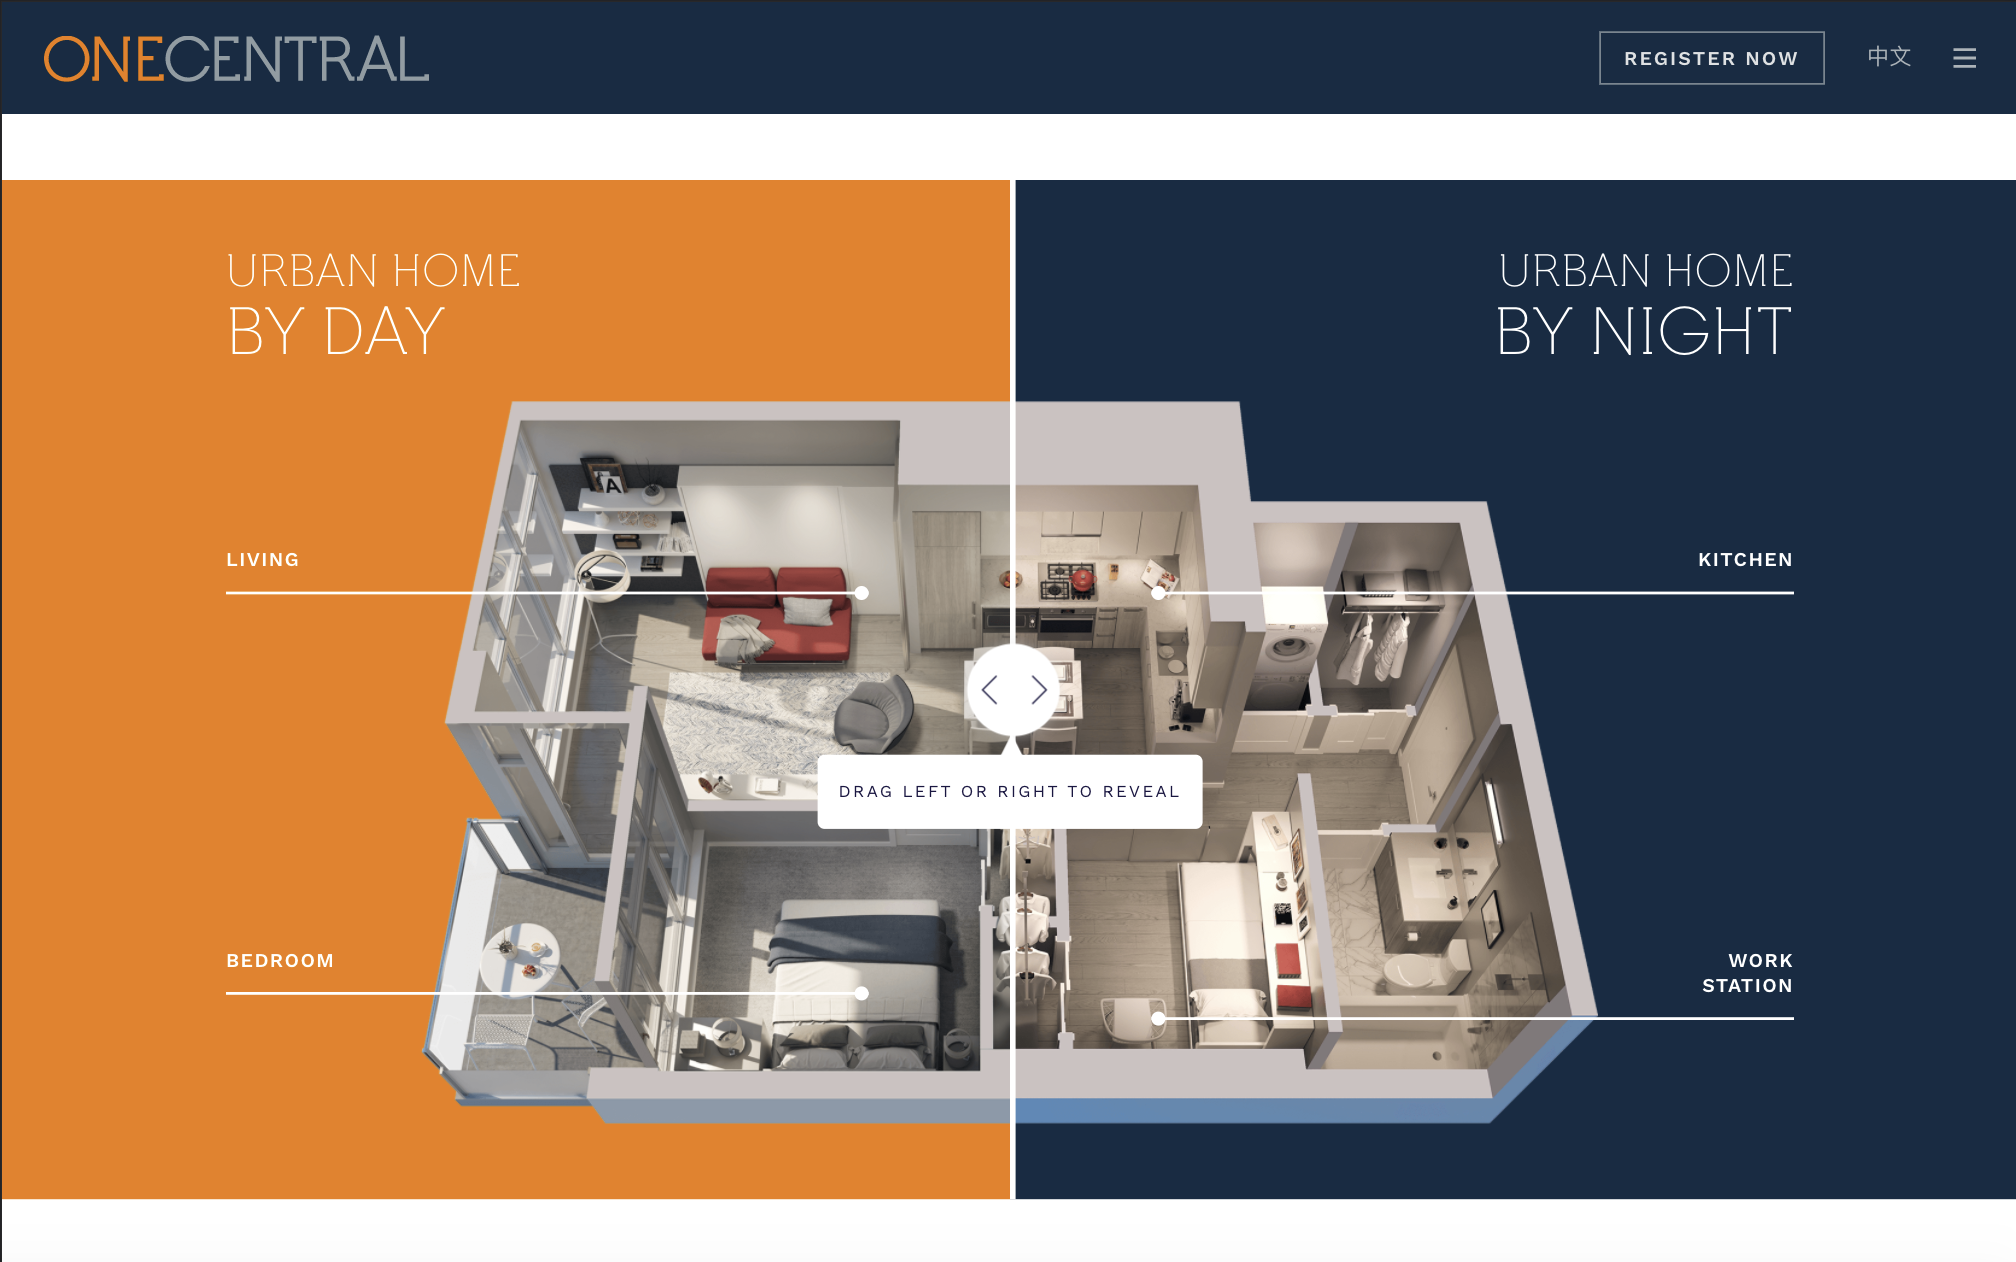 ONECENTRAL
REGISTER NOW
中文
URBAN HOME
BY DAY
URBAN HOME
BY NIGHT
A
LIVING
KITCHEN
DRAG LEFT OR RIGHT TO REVEAL
BEDROOM
WORK
STATION